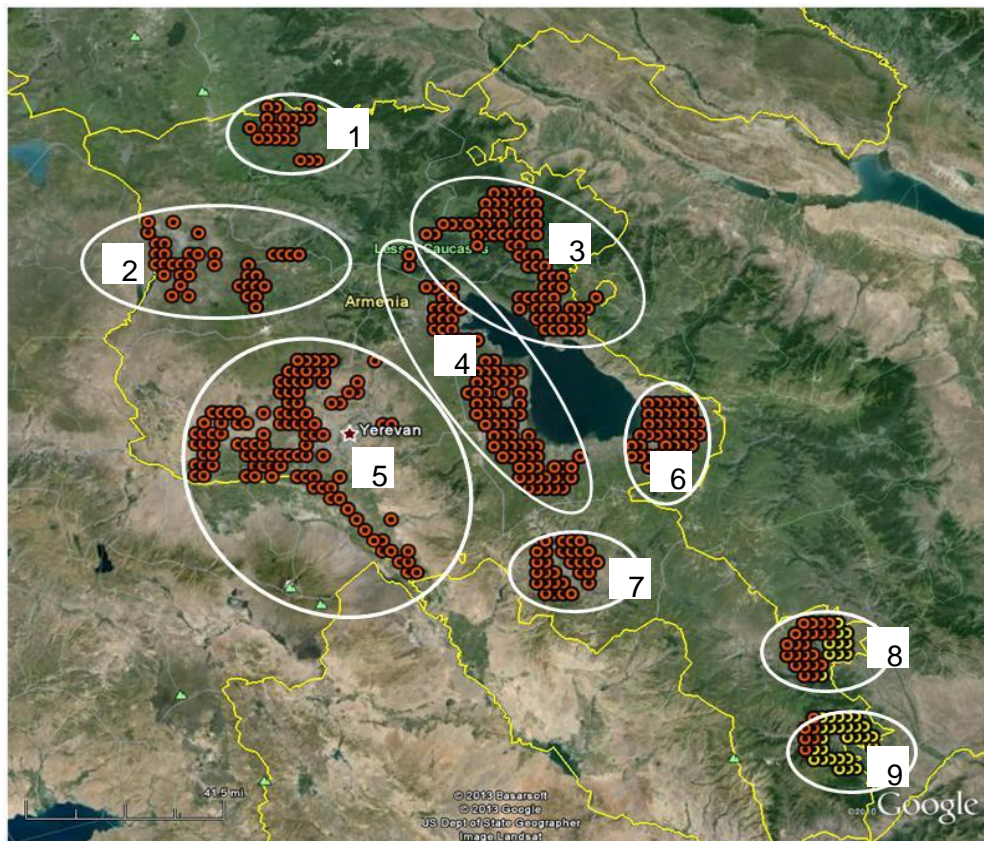 1
2
3
Lesser Caucasus
Armenia
4
Yerevan
5
6
7
8
9
41.5 mi
© 2013 Basarsoft
© 2013 Google
US Dept of State Geographer
Image Landsat
©2010 Google